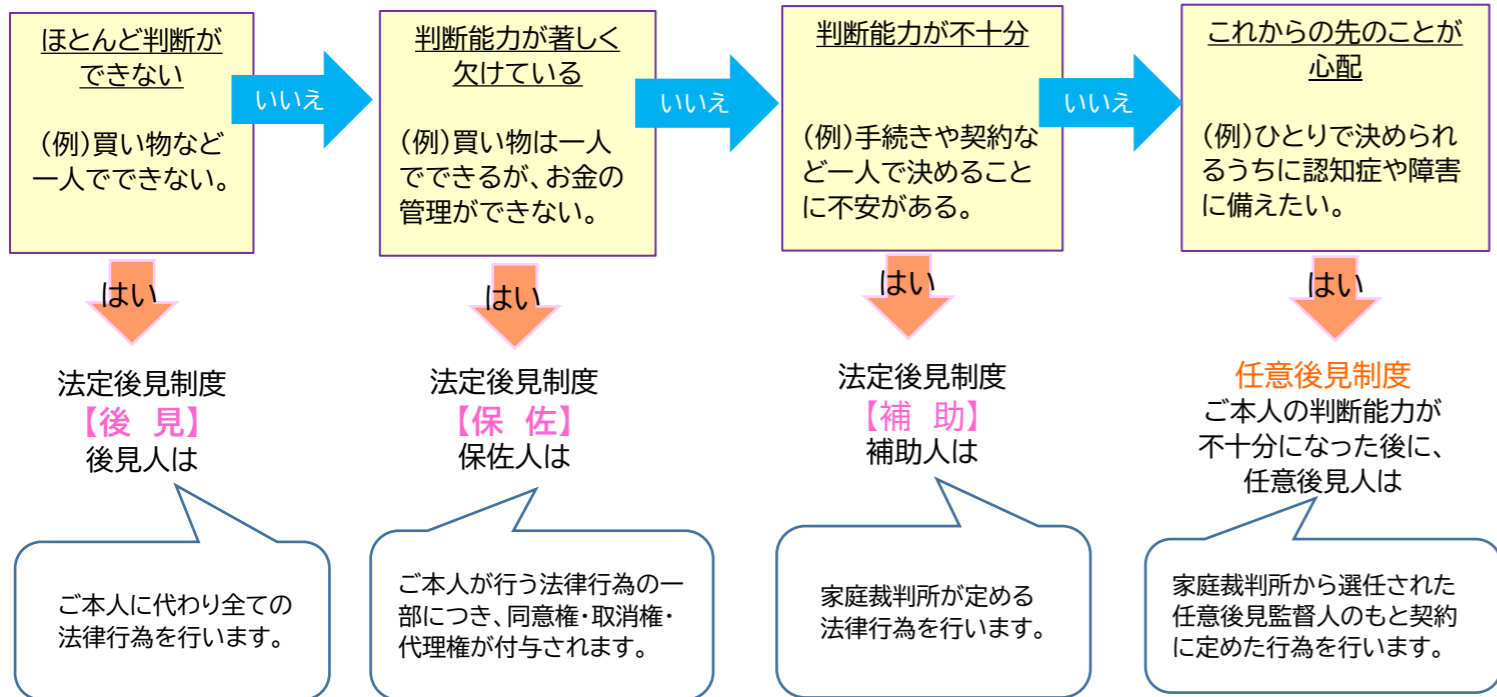 ほとんど判断が
できない
(例)買い物など
一人でできない。
いいえ
判断能力が著しく
欠けている
(例)買い物は一人
でできるが、お金の
管理ができない。
いいえ
判断能力が不十分
(例)手続きや契約な
ど一人で決めること
に不安がある。
いいえ
これからの先のことが
心配
(例)ひとりで決められ
るうちに認知症や障害
に備えたい。
はい
はい
はい
はい
法定後見制度
【後 見】
後見人は
法定後見制度
【保 佐】
保佐人は
法定後見制度
【補 助】
補助人は
任意後見制度
ご本人の判断能力が
不十分になった後に、
任意後見人は
ご本人に代わり全ての
法律行為を行います。
ご本人が行う法律行為の一
部につき、同意権・取消権・
代理権が付与されます。
家庭裁判所が定める
法律行為を行います。
家庭裁判所から選任された
任意後見監督人のもと契約
に定めた行為を行います。